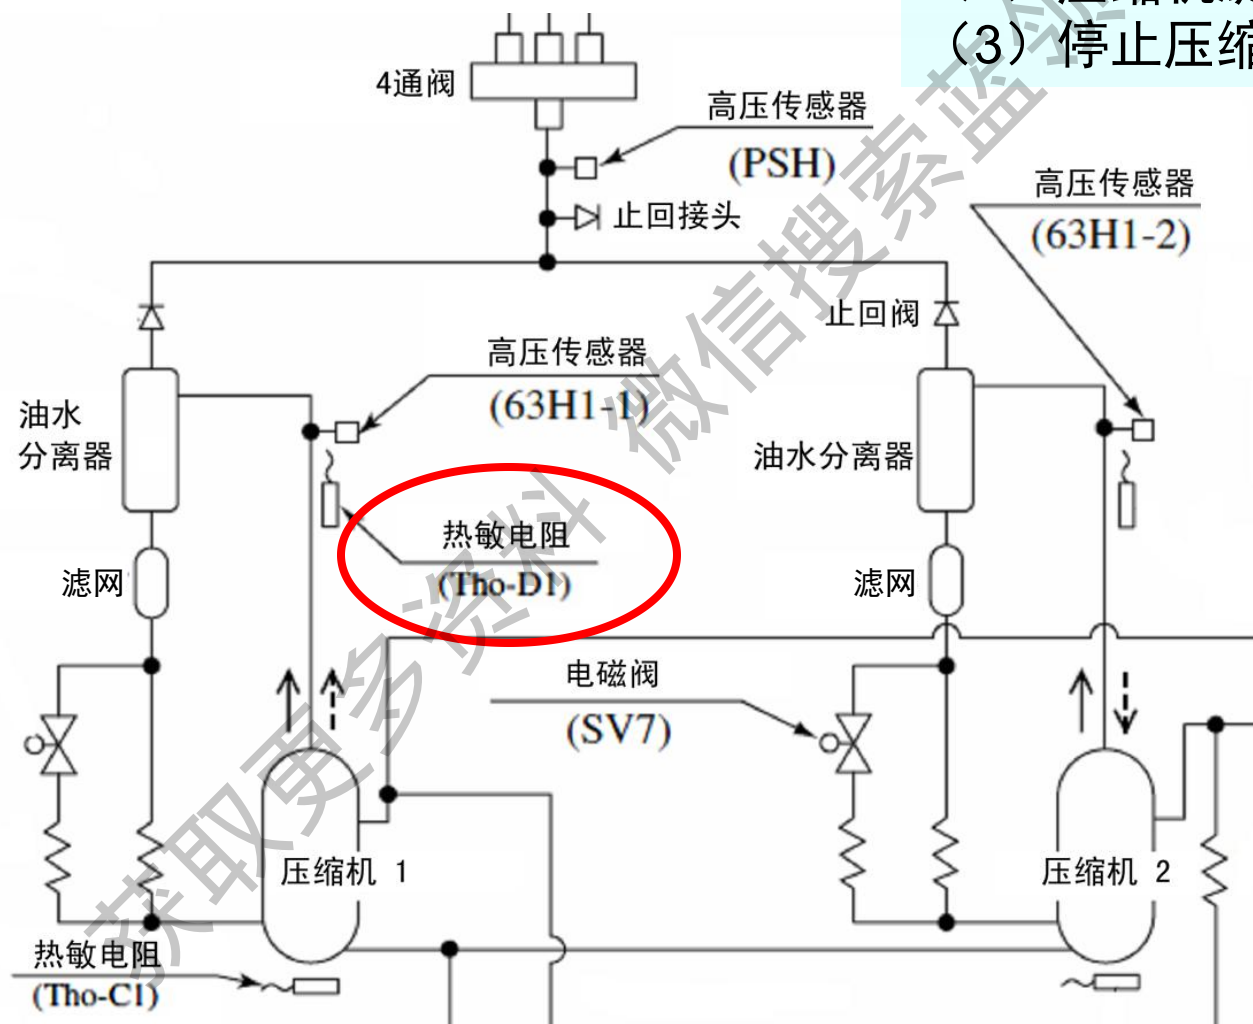 （3）停止压缩
4通阀
高压传感器
(PSH)
高压传感器
(63H1-2)
止回接头
止回阀
高压传感器
(63H1-1)
油水
分离器
油水分离器
热敏电阻
(Tho-D1)
滤网
滤网
电磁阀
(SV7)
压缩机 1
压缩机 2
热敏电阻
(Tho-C1)
获取更多资料 微信搜索蓝领